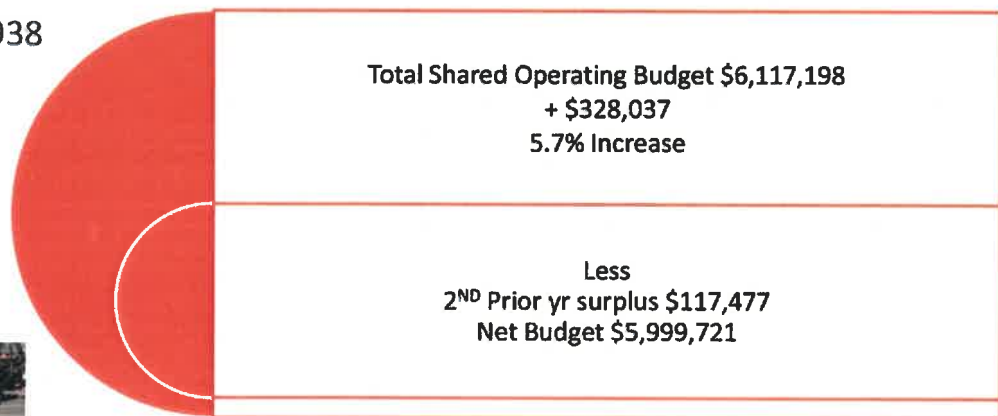 038
Total Shared Operating Budget $6,117,198
+ $328,037
5.7% Increase
Less
2ND Prior yr surplus $117,477
Net Budget $5,999,721